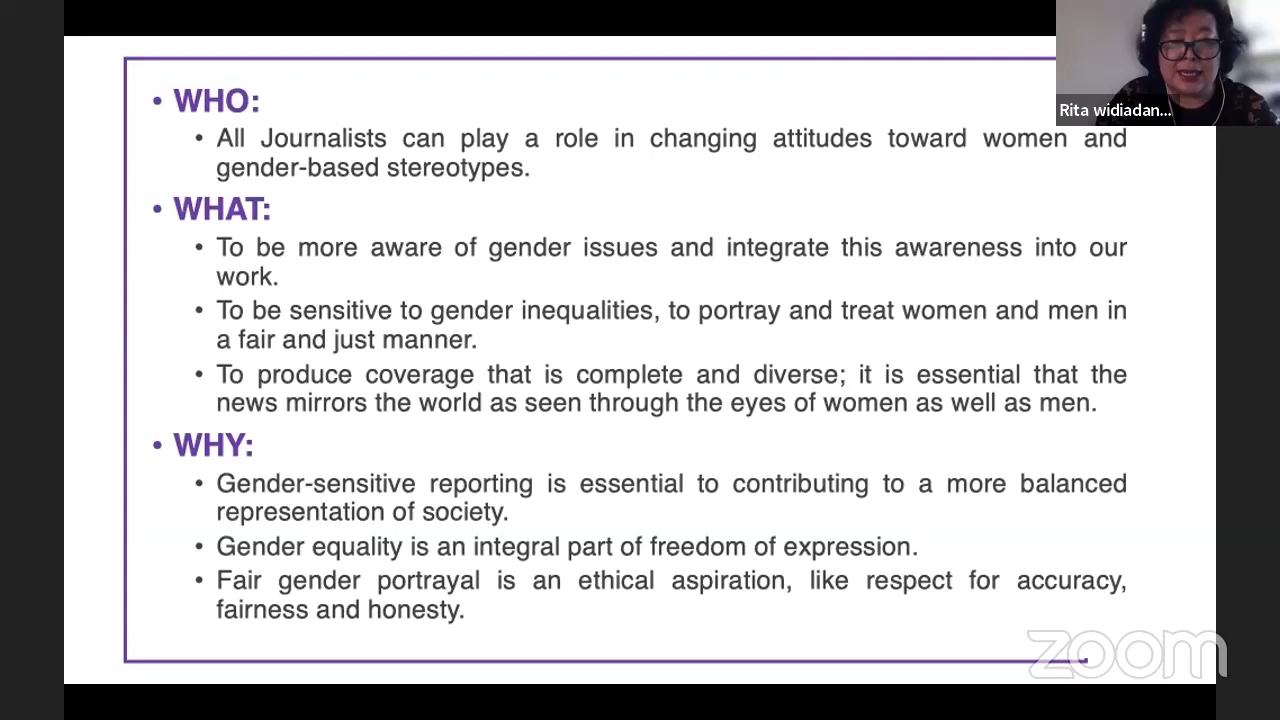 • WHO:
• All Journalists can play a role in changing attitudes toward women and
gender-based stereotypes.
• WHAT:
• To be more aware of gender issues and integrate this awareness into our
work.
• To be sensitive to gender inequalities, to portray and treat women and men in
a fair and just manner.
• To produce coverage that is complete and diverse; it is essential that the
news mirrors the world as seen through the eyes of women as well as men.
• WHY:
• Gender-sensitive reporting is essential to contributing to a more balanced
representation of society.
• Gender equality is an integral part of freedom of expression.
• Fair gender portrayal is an ethical aspiration, like respect for accuracy,
fairness and honesty.
Rita widiadan...
zoom